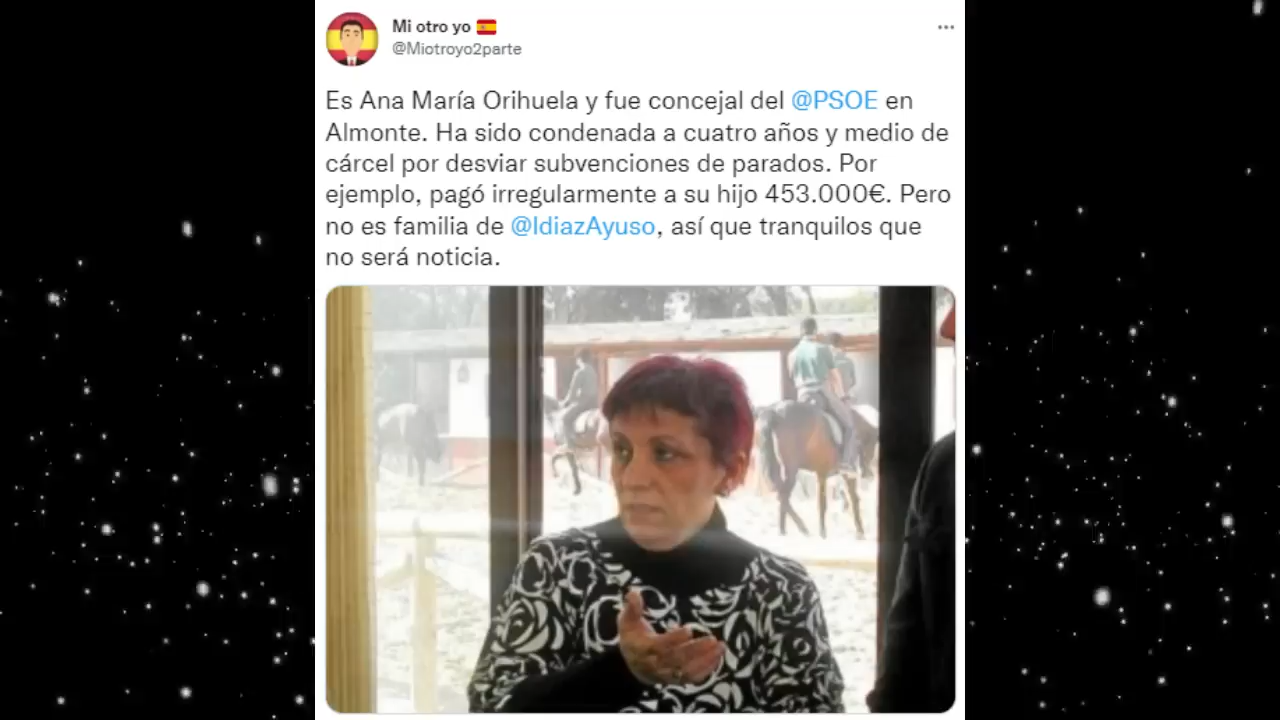 Mi otro yo 🇪🇸
@Miotroyo2parte
Es Ana María Orihuela y fue concejal del @PSOE en
Almonte. Ha sido condenada a cuatro años y medio de
cárcel por desviar subvenciones de parados. Por
ejemplo, pagó irregularmente a su hijo 453.000€. Pero
no es familia de @IdiazAyuso, así que tranquilos que
no será noticia.